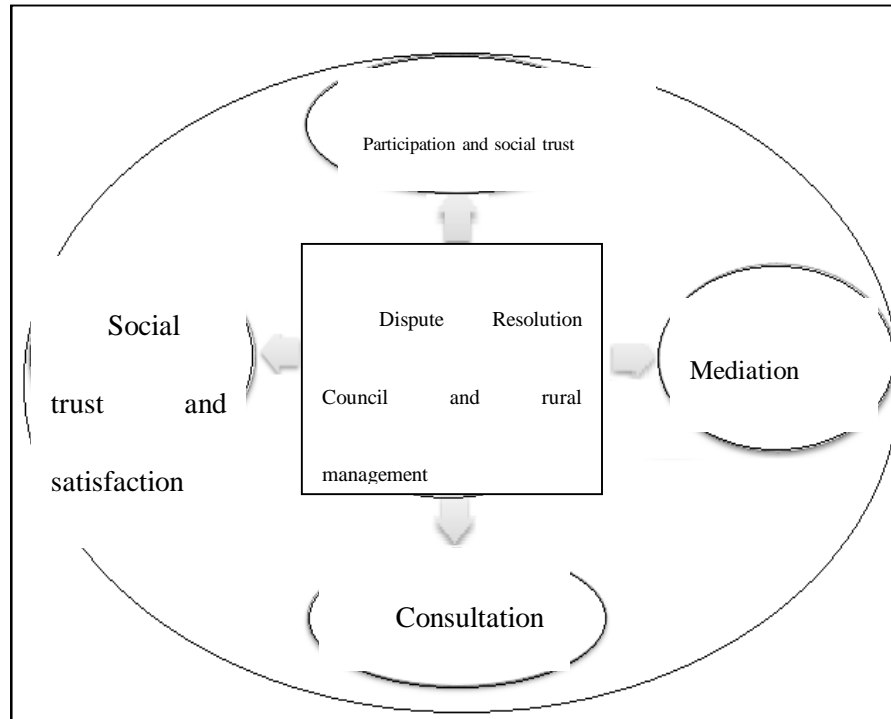 Participation and social trust
Social
trust and
satisfaction
Dispute Resolution
Council and rural
management
Mediation
Consultation